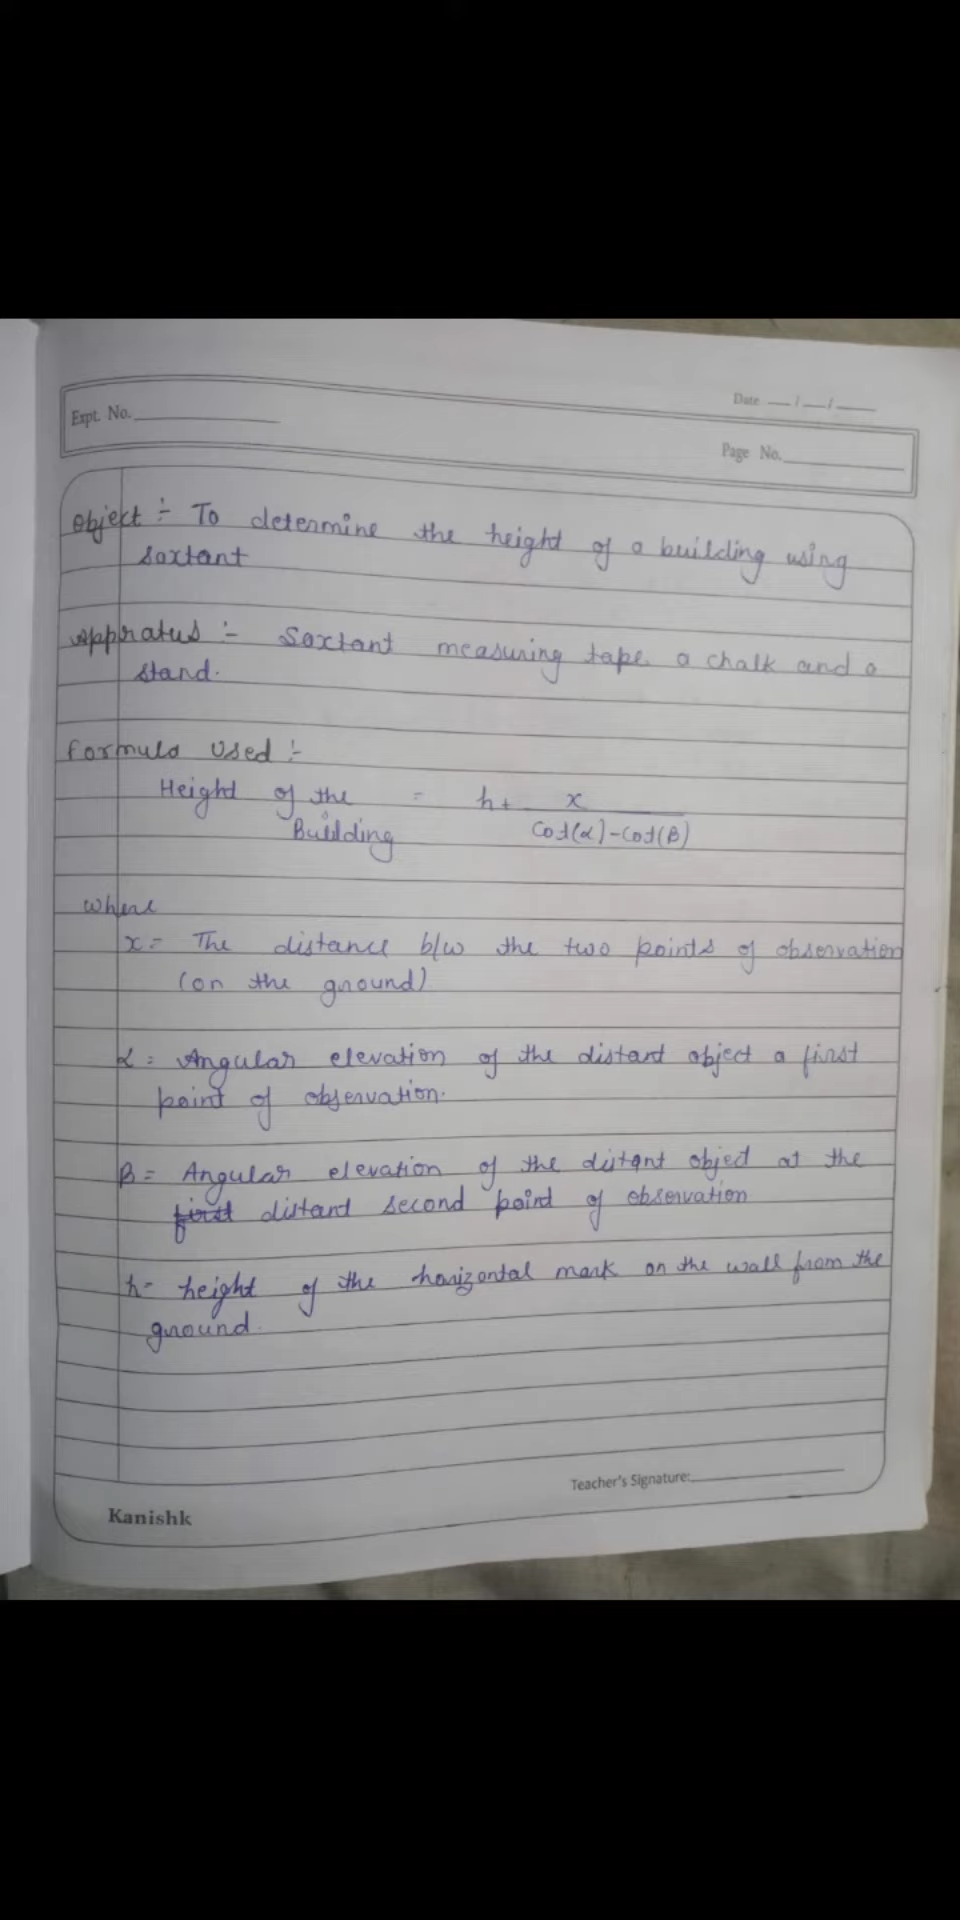 Date __/__/____
Expt. No.
Page No.
Object :- To determine the height of a building using
Sextant
Appratus :- Sextant measuring tape a chalk and a
stand.
Formula Used :-
Height of the Building = h + x / Cot(α) - Cot(β)
where
x = The distance b/w the two points of observation
(on the ground)
α = Angular elevation of the distant object a first
point of observation.
β = Angular elevation of the distant object at the
first distant second point of observation
h = height of the horizontal mark on the wall from the
ground.
Teacher's Signature:
Kanishk